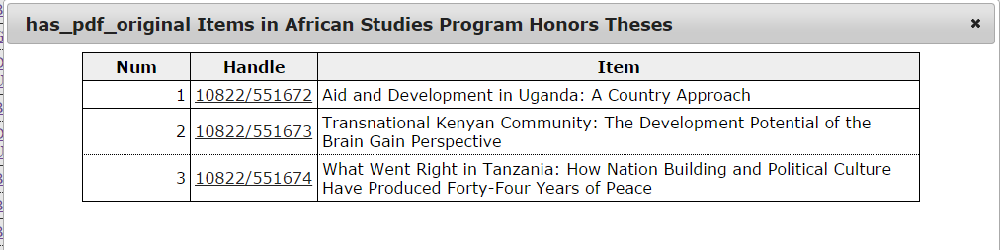 has_pdf_original Items in African Studies Program Honors Theses
Num Handle Item
1 10822/551672 Aid and Development in Uganda: A Country Approach
2 10822/551673 Transnational Kenyan Community: The Development Potential of the
Brain Gain Perspective
3 10822/551674 What Went Right in Tanzania: How Nation Building and Political Culture
Have Produced Forty-Four Years of Peace